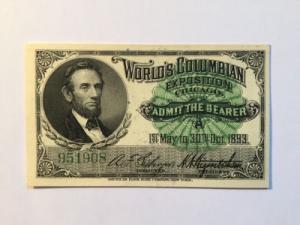 WORLD'S COLUMBIAN
EXPOSITION
CHICAGO
ADMIT THE BEARER
A
1ST May to 30TH Oct. 1893.
951908